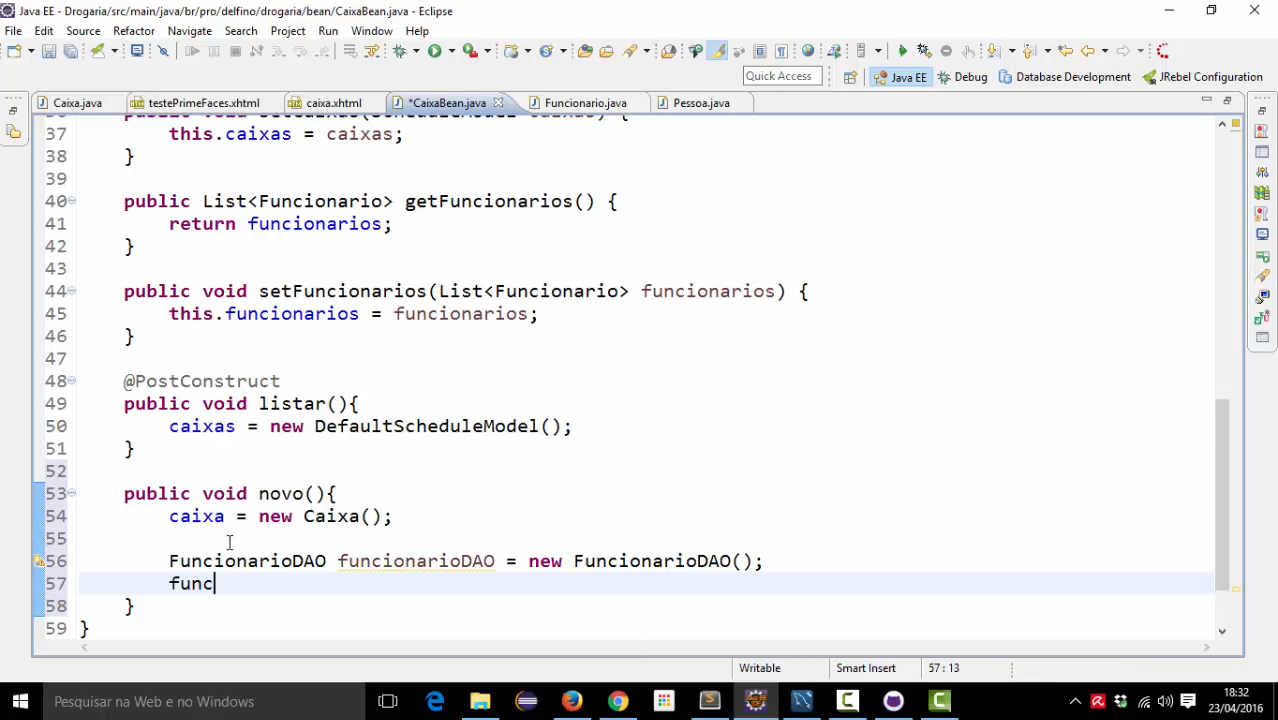 Java EE - Drogaria/src/main/java/br/pro/delfino/drogaria/bean/CaixaBean.java - Eclipse
File Edit Source Refactor Navigate Search Project Run Window Help
Quick Access Java EE Debug Database Development JRebel Configuration
Caixa.java testePrimeFaces.xhtml caixa.xhtml *CaixaBean.java Funcionario.java Pessoa.java
37 this.caixas = caixas;
38 }
39
40 public List<Funcionario> getFuncionarios() {
41 return funcionarios;
42 }
43
44 public void setFuncionarios(List<Funcionario> funcionarios) {
45 this.funcionarios = funcionarios;
46 }
47
48 @PostConstruct
49 public void listar(){
50 caixas = new DefaultScheduleModel();
51 }
52
53 public void novo(){
54 caixa = new Caixa();
55
56 FuncionarioDAO funcionarioDAO = new FuncionarioDAO();
57 func
58 }
59 }
Writable Smart Insert 57 : 13
Pesquisar na Web e no Windows
18:32
23/04/2016